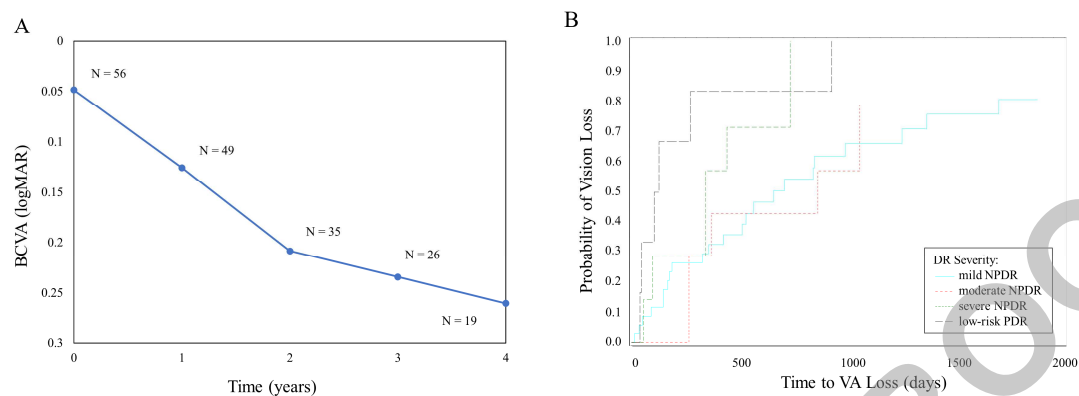 A
0
0.05
0.1
0.15
0.2
0.25
0.3
BCVA (logMAR)
N = 56
N = 49
N = 35
N = 26
N = 19
0 1 2 3 4
Time (years)
B
1.0
0.9
0.8
0.7
0.6
0.5
0.4
0.3
0.2
0.1
0.0
Probability of Vision Loss
DR Severity:
mild NPDR
moderate NPDR
severe NPDR
low-risk PDR
0 500 1000 1500 2000
Time to VA Loss (days)